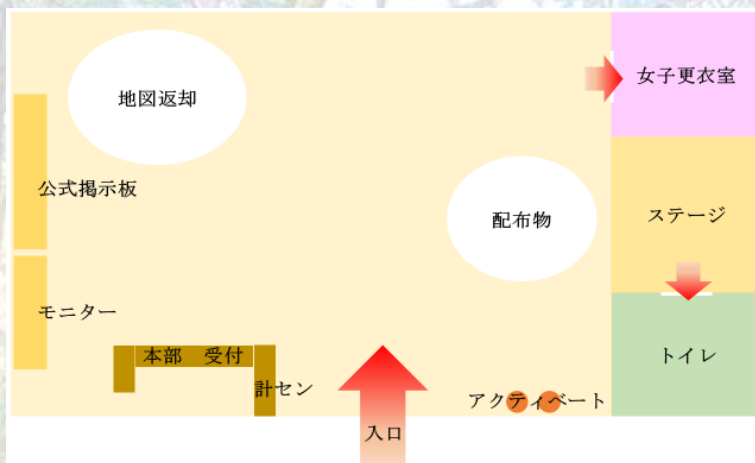 女子更衣室
地図返却
公式掲示板
配布物
ステージ
モニター
本部　受付
トイレ
計セン
アクティベート
入口